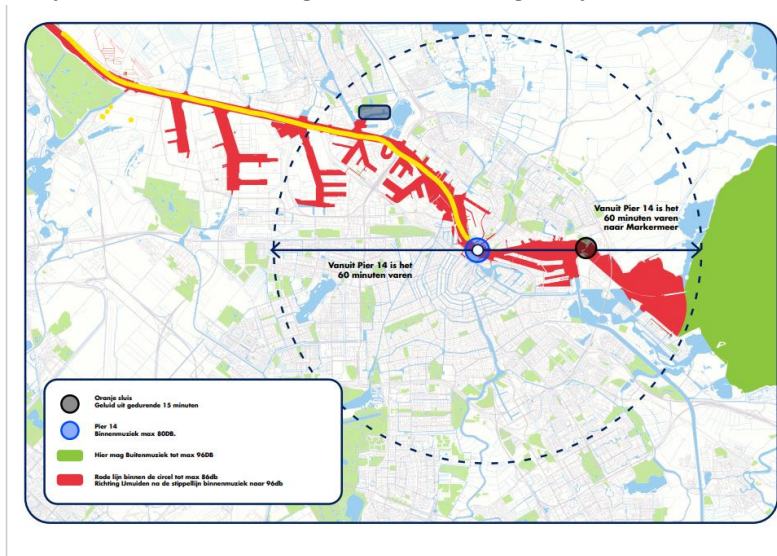 Vanuit Pier 14 is het
60 minuten varen
naar Markermeer
Vanuit Pier 14 is het
60 minuten varen
Oranje sluis
Geluid uit gedurende 15 minuten
Pier 14
Binnenmuziek max 80DB.
Hier mag Buitenmuziek tot max 96DB
Rode lijn binnen de circel tot max 86db
Richting IJmuiden na de stippellijn binnenmuziek naar 96db